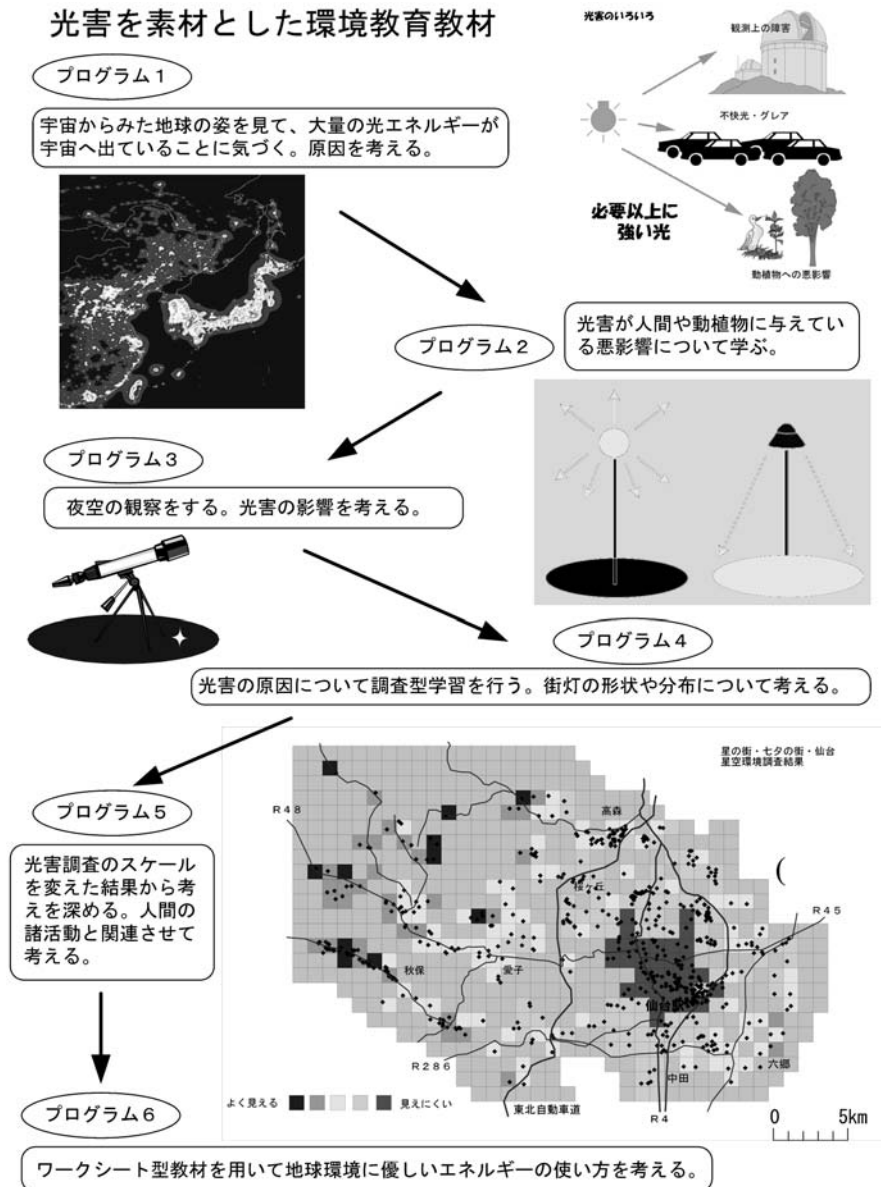 光害を素材とした環境教育教材
光害のいろいろ
観測上の障害
不快光・グレア
必要以上に
強い光
動植物への悪影響
プログラム1
宇宙からみた地球の姿を見て、大量の光エネルギーが
宇宙へ出ていることに気づく。原因を考える。
プログラム2
光害が人間や動植物に与えてい
る悪影響について学ぶ。
プログラム3
夜空の観察をする。光害の影響を考える。
プログラム4
光害の原因について調査型学習を行う。街灯の形状や分布について考える。
プログラム5
光害調査のスケール
を変えた結果から考
えを深める。人間の
諸活動と関連させて
考える。
星の街・七夕の街・仙台
星空環境調査結果
R48
高森
桜ヶ丘
R45
秋保
愛子
仙台駅
R286
中田
六郷
よく見える
見えにくい
東北自動車道
R4
0 5km
プログラム6
ワークシート型教材を用いて地球環境に優しいエネルギーの使い方を考える。